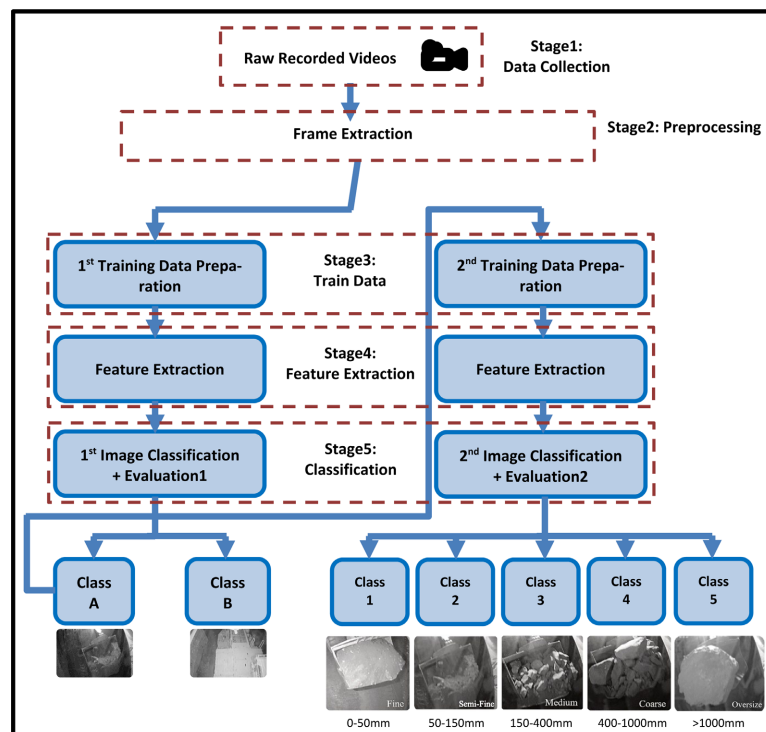 Raw Recorded Videos
Stage1:
Data Collection
Frame Extraction
Stage2: Preprocessing
1st Training Data Prepa-
ration
Stage3:
Train Data
2nd Training Data Prepa-
ration
Feature Extraction
Stage4:
Feature Extraction
Feature Extraction
1st Image Classification
+ Evaluation1
Stage5:
Classification
2nd Image Classification
+ Evaluation2
Class
A
Class
B
Class
1
Class
2
Class
3
Class
4
Class
5
Fine
Semi-Fine
Medium
Coarse
Oversize
0-50mm
50-150mm
150-400mm
400-1000mm
>1000mm